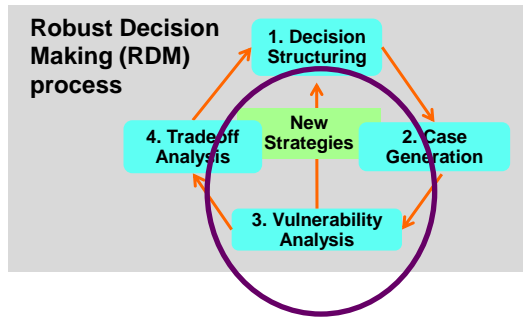 Robust Decision
Making (RDM)
process
1. Decision
Structuring
New
Strategies
2. Case
Generation
3. Vulnerability
Analysis
4. Tradeoff
Analysis